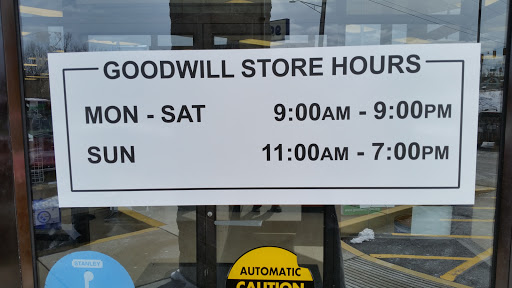 GOODWILL STORE HOURS
MON - SAT 9:00AM - 9:00PM
SUN 11:00AM - 7:00PM
STANLEY
AUTOMATIC
CAUTION